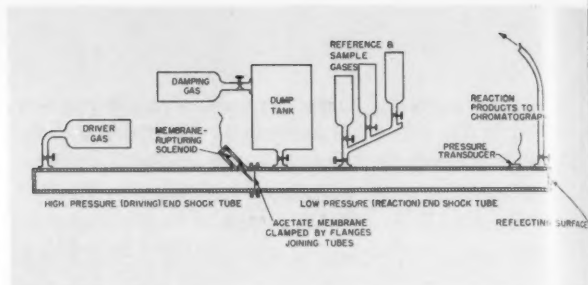 REFERENCE &
SAMPLE
GASES
DAMPING
GAS
DUMP
TANK
REACTION
PRODUCTS TO
CHROMATOGRAP
DRIVER
GAS
MEMBRANE-
RUPTURING
SOLENOID
PRESSURE
TRANSDUCER
HIGH PRESSURE (DRIVING) END SHOCK TUBE
LOW PRESSURE (REACTION) END SHOCK TUBE
ACETATE MEMBRANE
CLAMPED BY FLANGES
JOINING TUBES
REFLECTING SURFACE